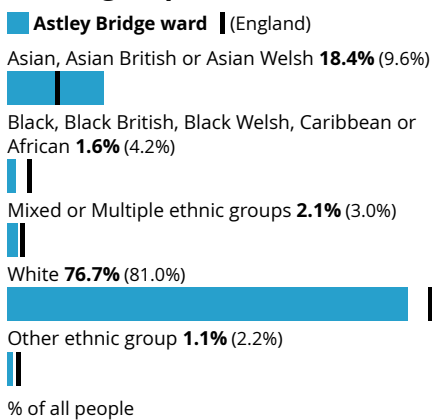 Astley Bridge ward (England)
Asian, Asian British or Asian Welsh 18.4% (9.6%)
Black, Black British, Black Welsh, Caribbean or
African 1.6% (4.2%)
Mixed or Multiple ethnic groups 2.1% (3.0%)
White 76.7% (81.0%)
Other ethnic group 1.1% (2.2%)
% of all people